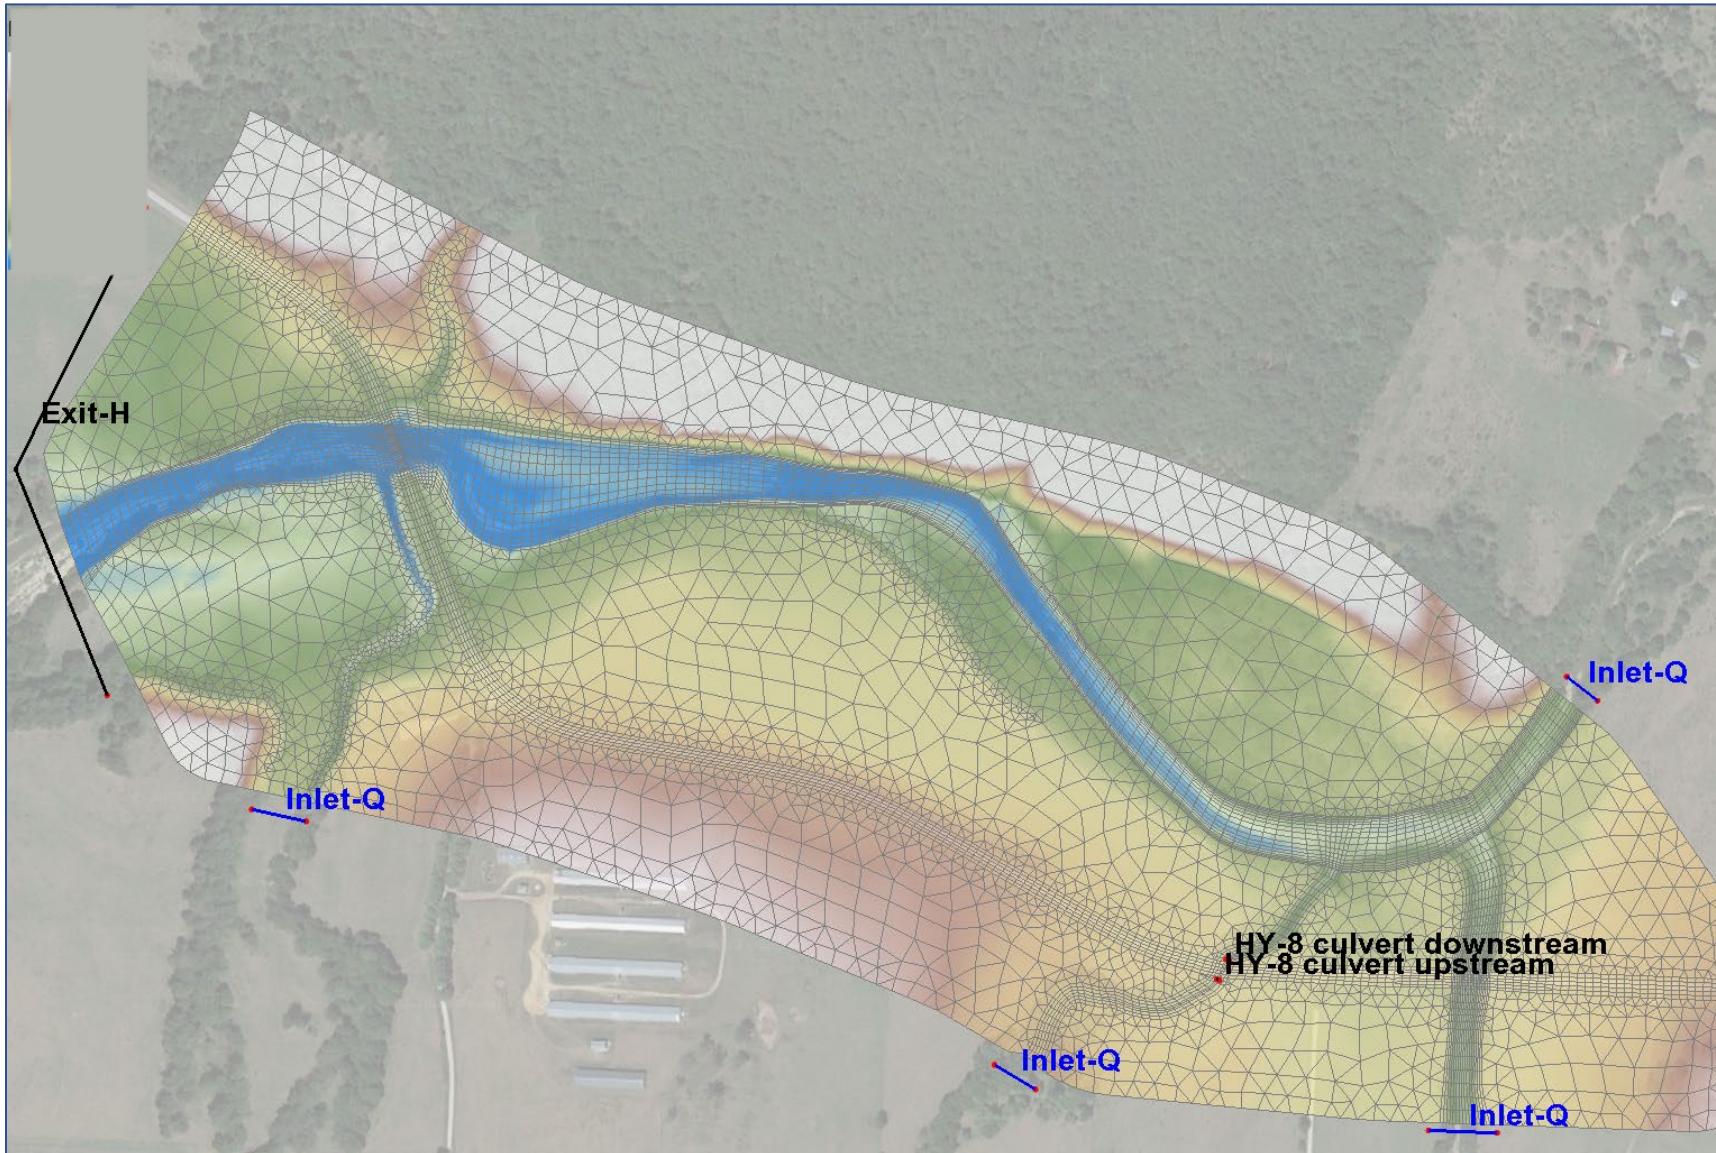 Exit-H
Inlet-Q
Inlet-Q
HY-8 culvert downstream
HY-8 culvert upstream
Inlet-Q
Inlet-Q